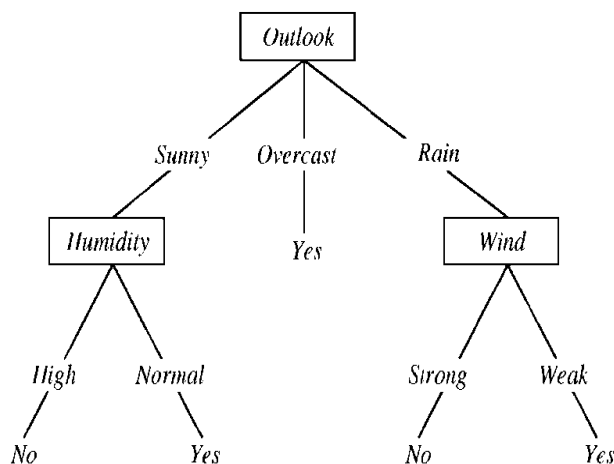 Outlook
Sunny Overcast Rain
Humidity Yes Wind
High Normal Strong Weak
No Yes No Yes